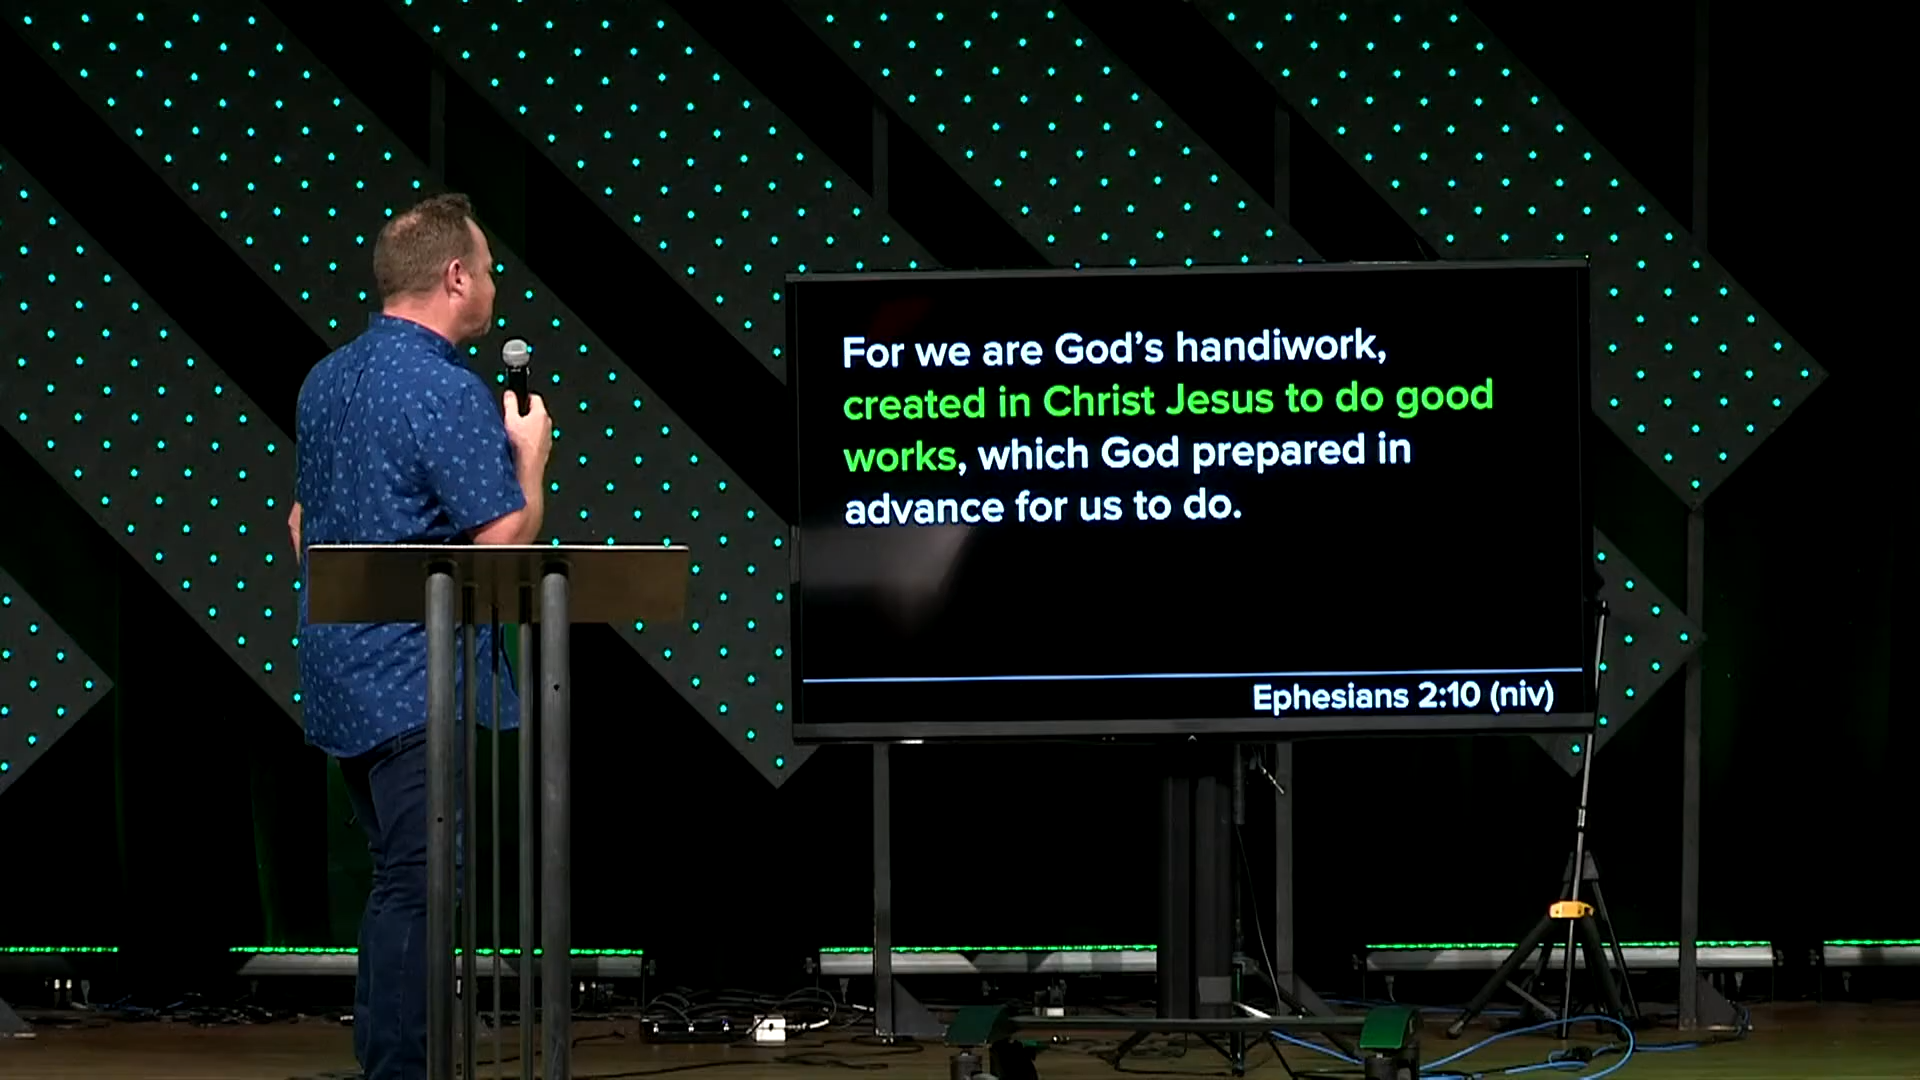 For we are God’s handiwork,
created in Christ Jesus to do good
works, which God prepared in
advance for us to do.
Ephesians 2:10 (niv)